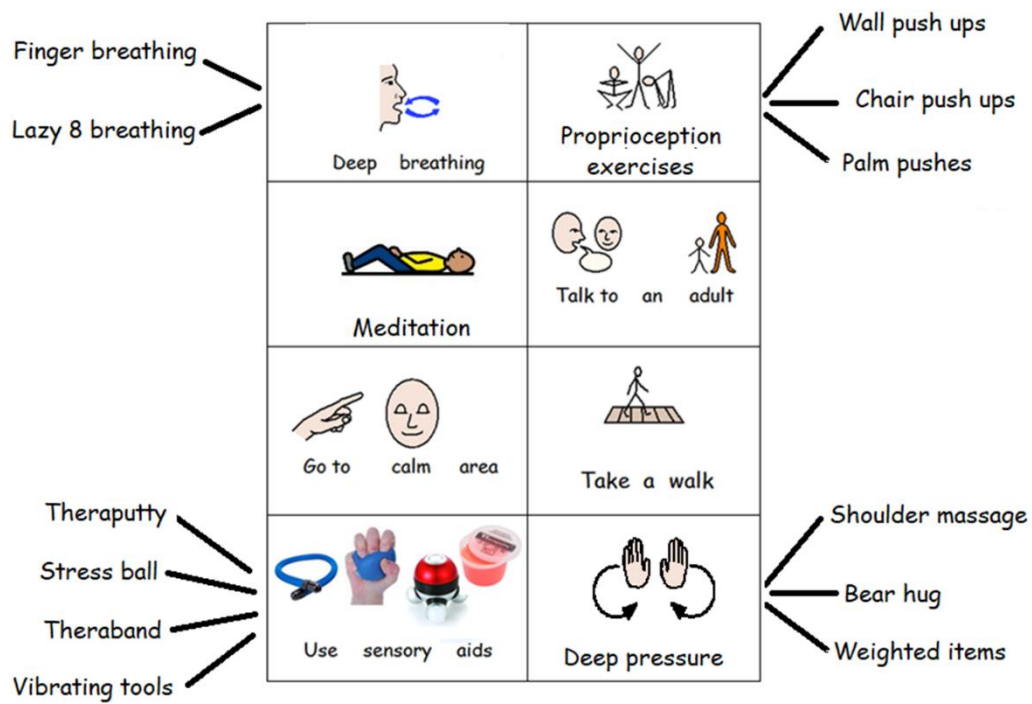 Finger breathing
Lazy 8 breathing
Deep breathing
Proprioception
exercises
Wall push ups
Chair push ups
Palm pushes
Meditation
Talk to an adult
Go to calm area
Take a walk
Theraputty
Stress ball
Theraband
Vibrating tools
Use sensory aids
Deep pressure
Shoulder massage
Bear hug
Weighted items